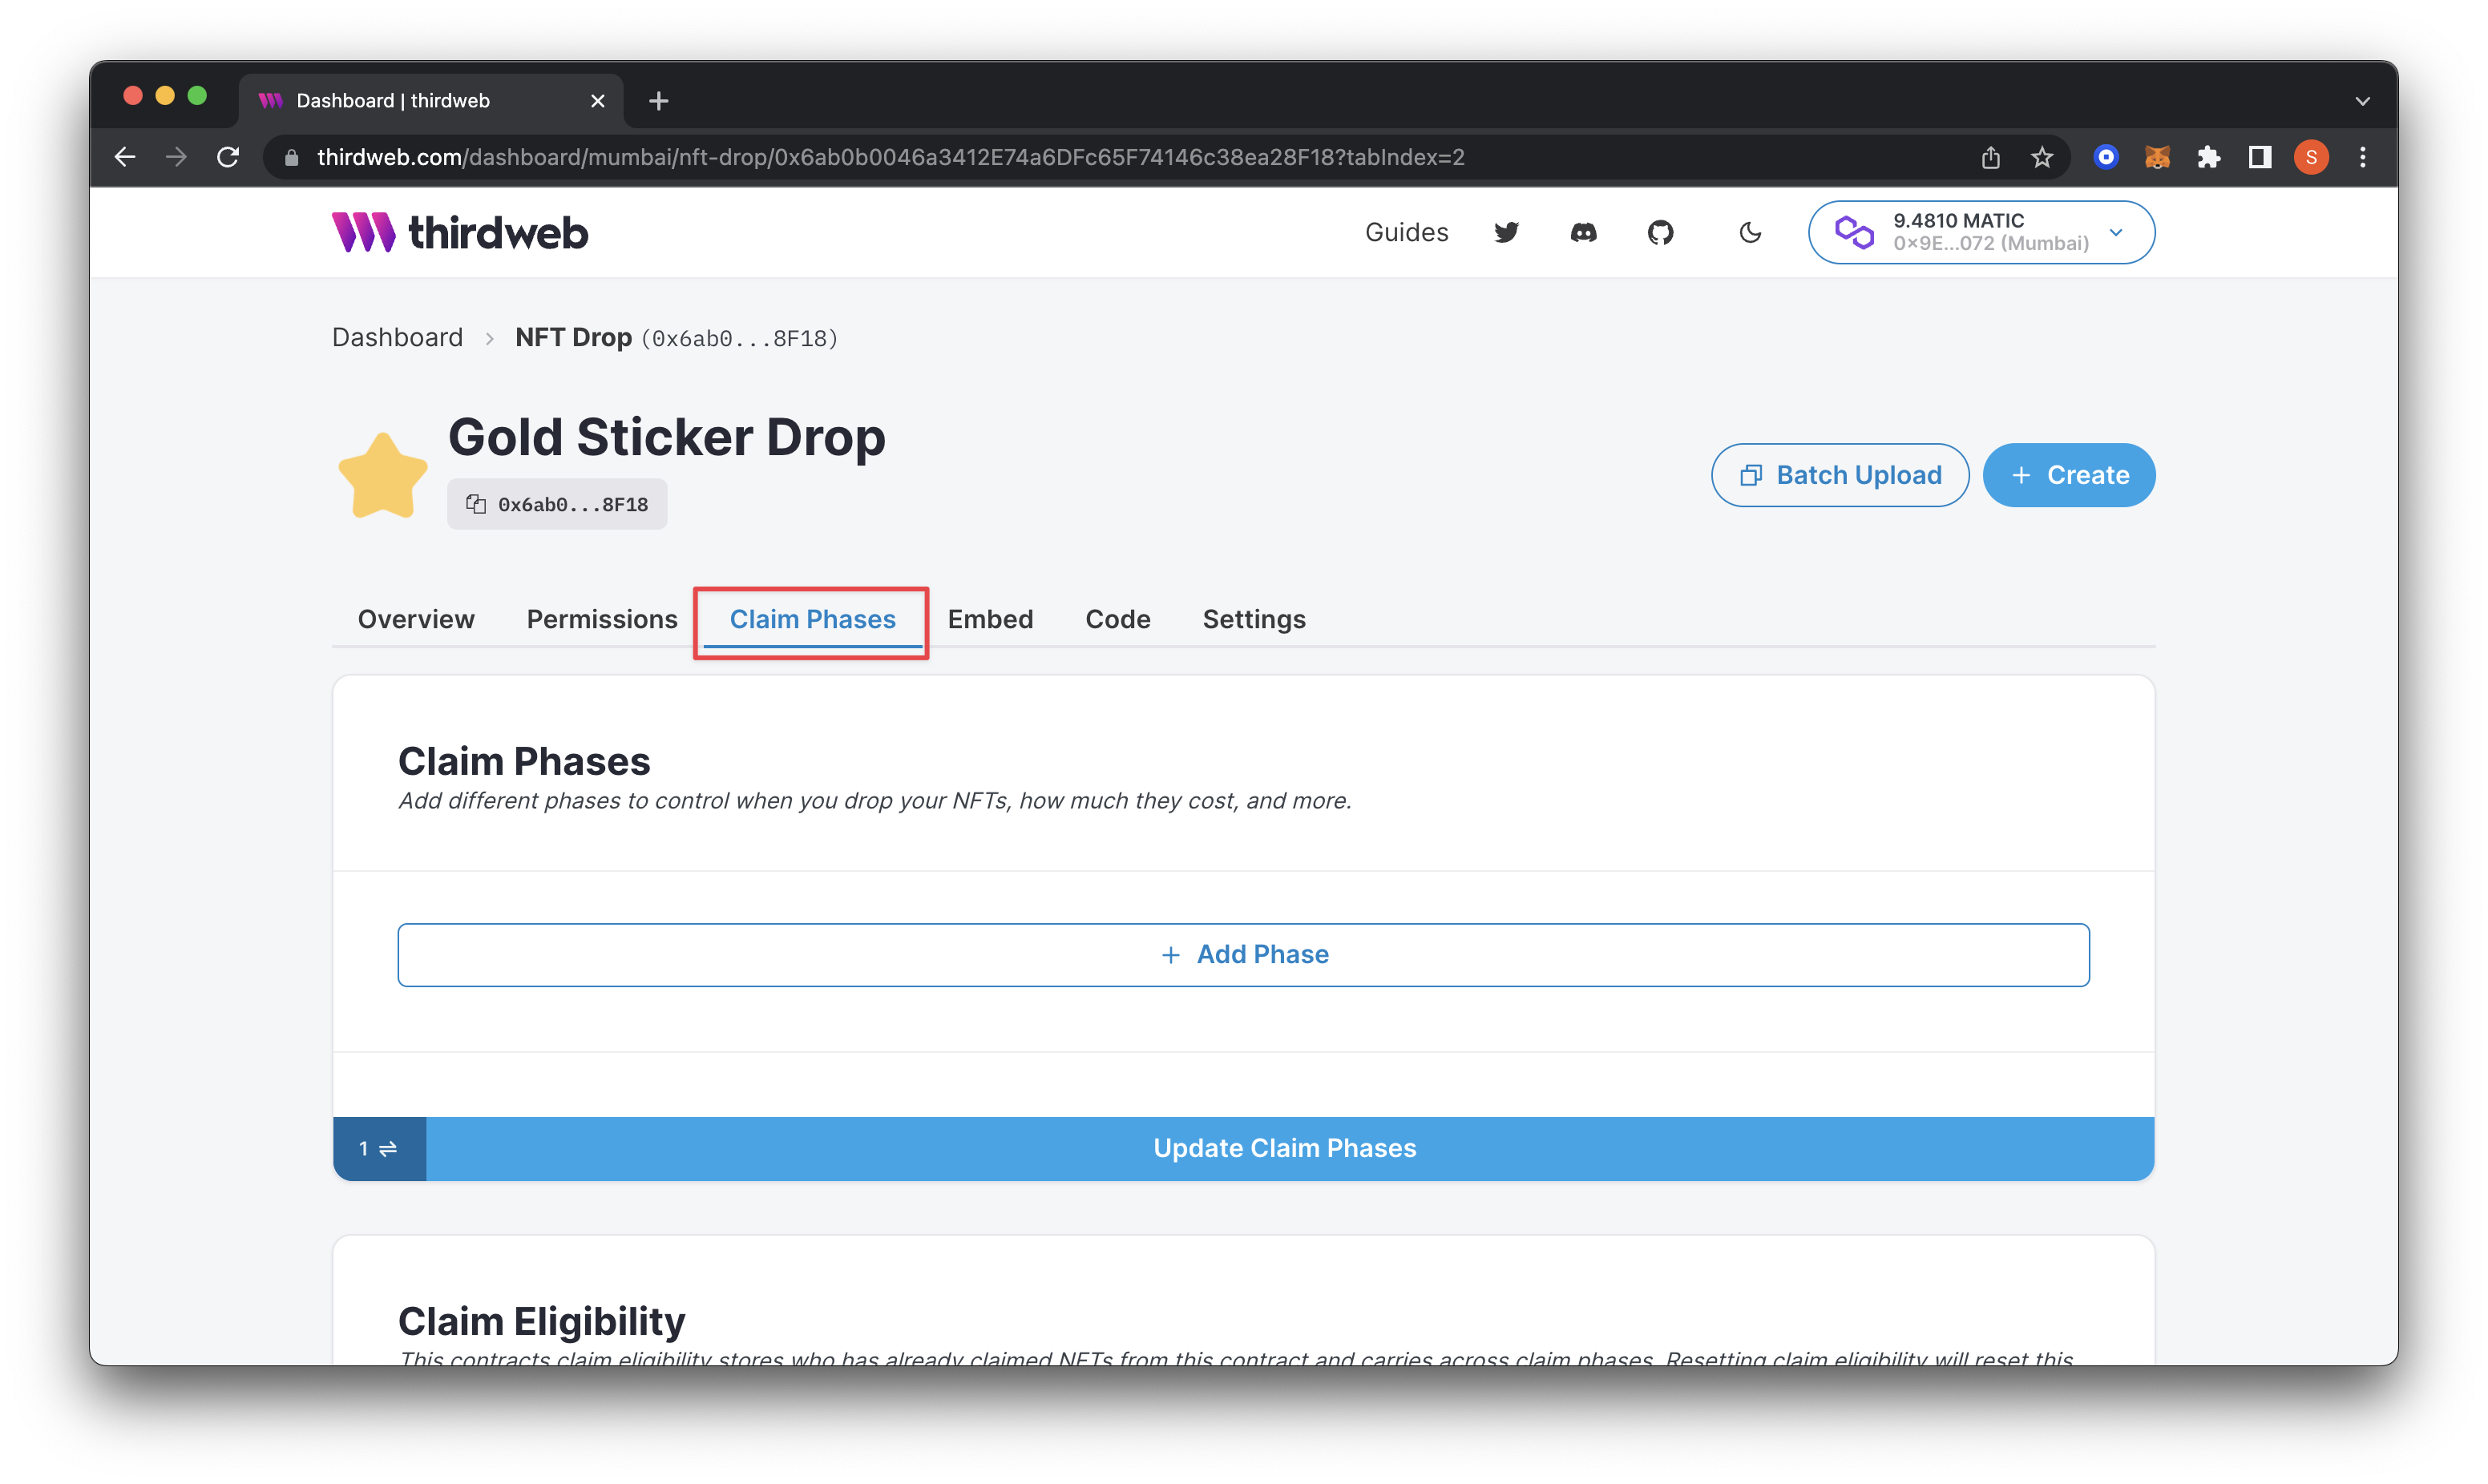 Dashboard | thirdweb
thirdweb.com/dashboard/mumbai/nft-drop/0x6ab0b0046a3412E74a6DFc65F74146c38ea28F18?tabIndex=2
S
thirdweb
Guides
9.4810 MATIC
0x9E...072 (Mumbai)
Dashboard > NFT Drop (0x6ab0...8F18)
Gold Sticker Drop
0x6ab0...8F18
Batch Upload
+ Create
Overview Permissions Claim Phases Embed Code Settings
Claim Phases
Add different phases to control when you drop your NFTs, how much they cost, and more.
+ Add Phase
1 ⇌ Update Claim Phases
Claim Eligibility
This contracts claim eligibility stores who has already claimed NFTs from this contract and carries across claim phases. Resetting claim eligibility will reset this